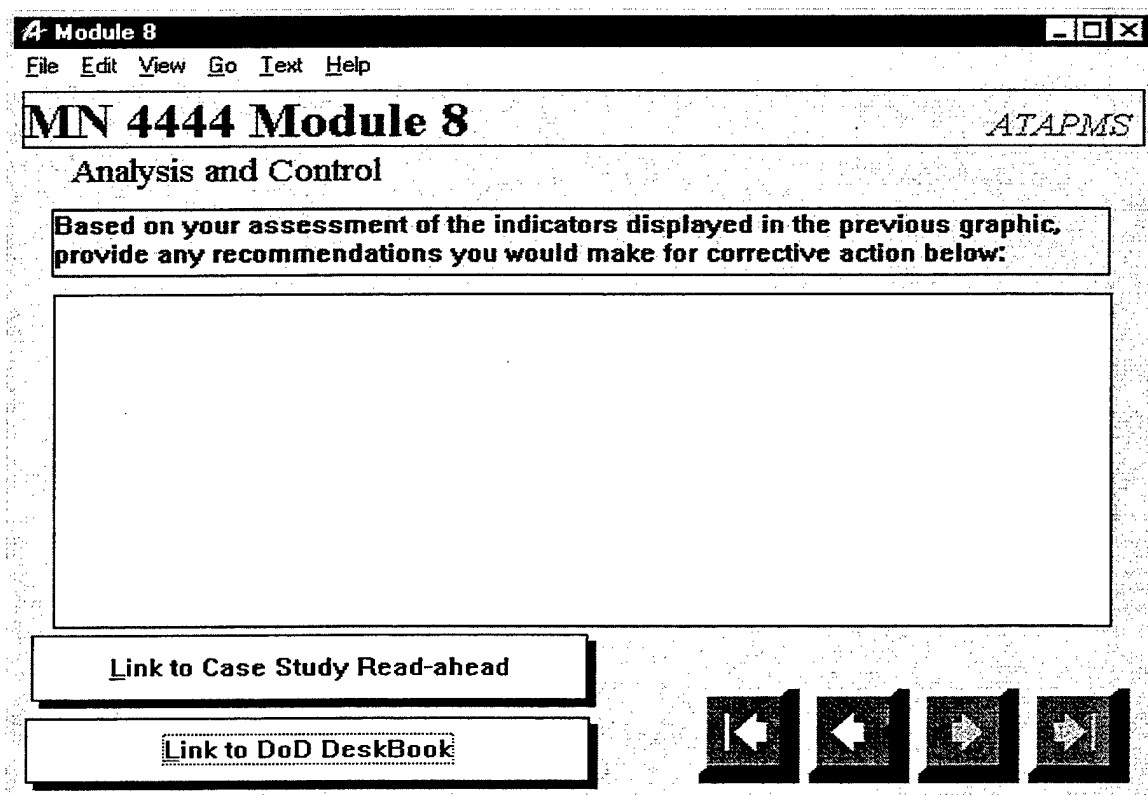 Module 8
File Edit View Go Text Help
MN 4444 Module 8
ATAPMS
Analysis and Control
Based on your assessment of the indicators displayed in the previous graphic,
provide any recommendations you would make for corrective action below:
Link to Case Study Read-ahead
Link to DoD DeskBook